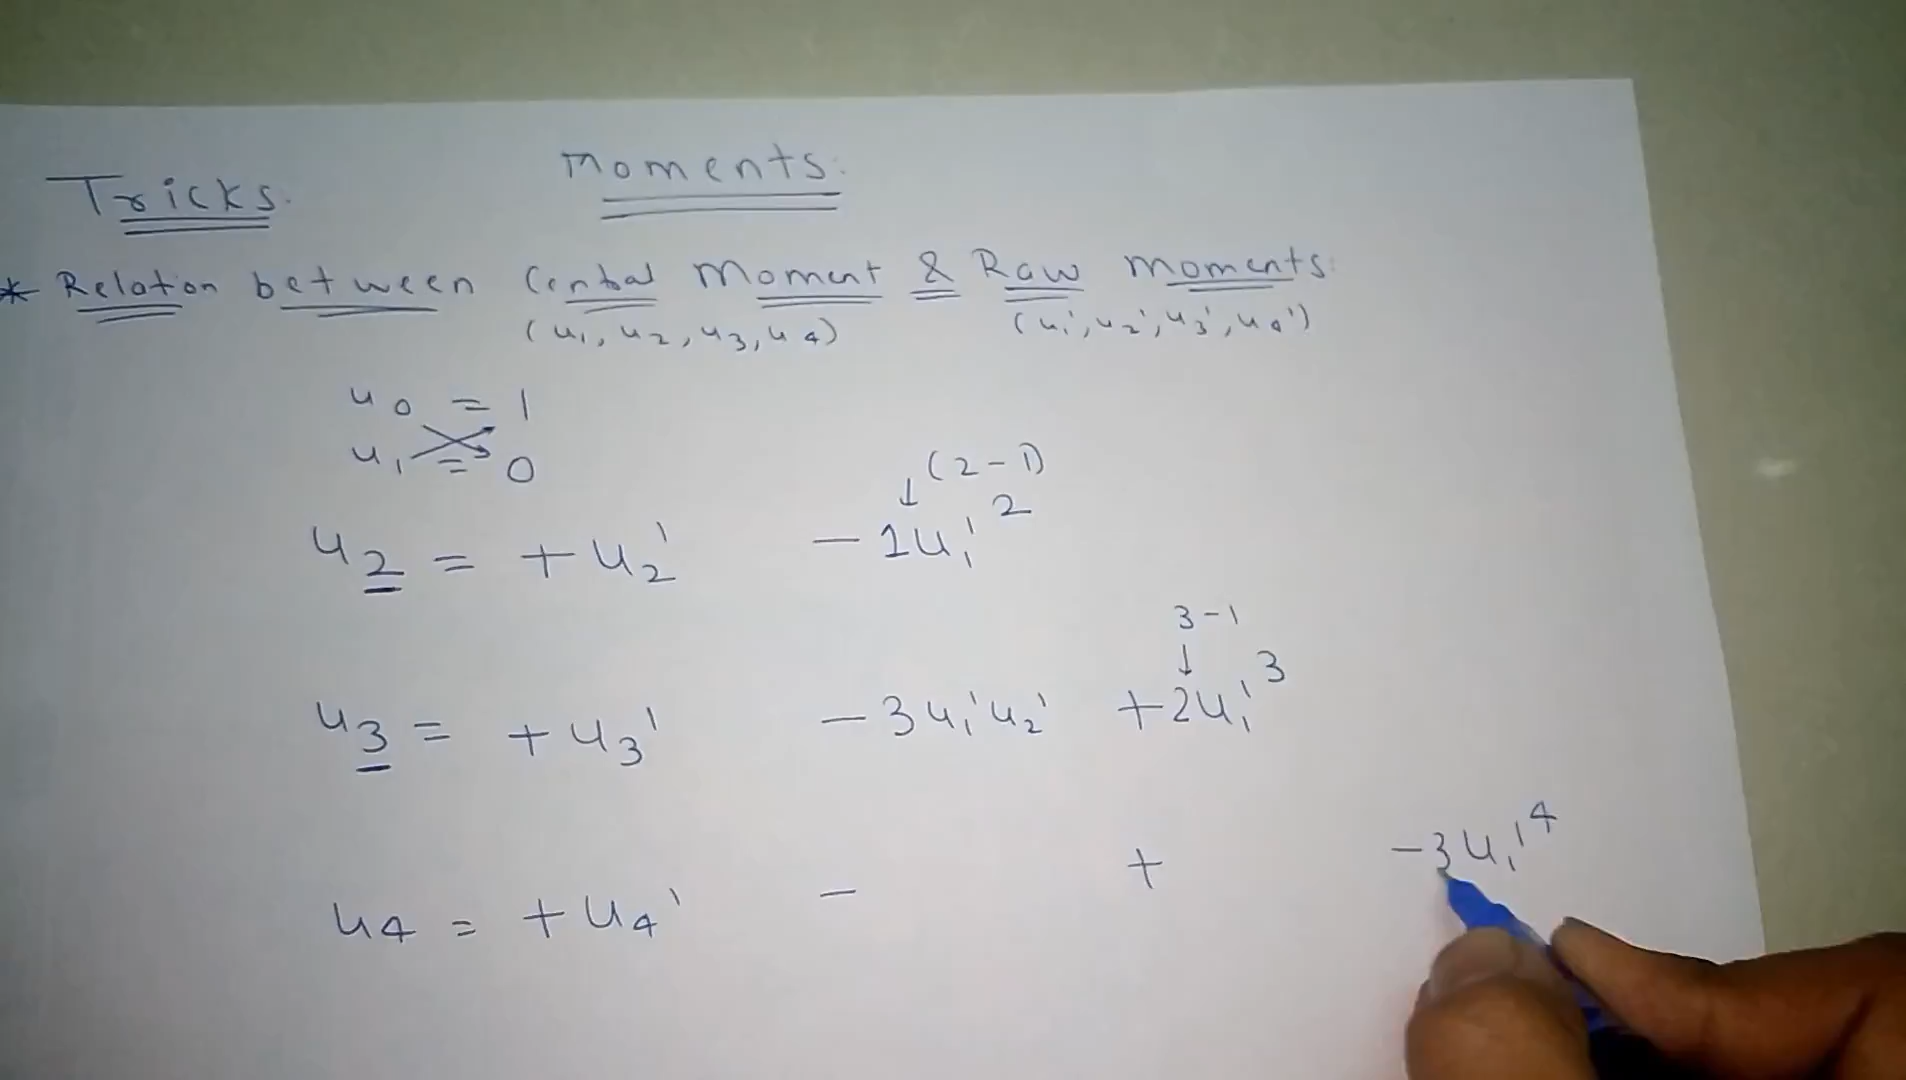 Tricks. Moments.
* Relation between Central Moment & Raw Moments:
(u₁, u₂, u₃, u₄) (u₁', u₂', u₃', u₄')
u₀ = 1
u₁ = 0
↓ (2-1)
u₂ = +u₂' - 1u₁'²
3-1
↓
u₃ = +u₃' - 3u₁'u₂' + 2u₁'³
u₄ = +u₄' - + -3u₁'⁴